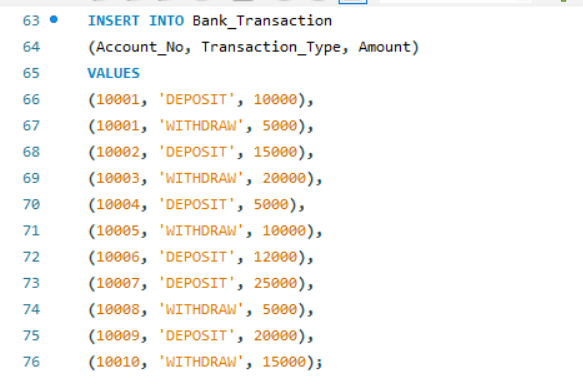 63 INSERT INTO Bank_Transaction
64 (Account_No, Transaction_Type, Amount)
65 VALUES
66 (10001, 'DEPOSIT', 10000),
67 (10001, 'WITHDRAW', 5000),
68 (10002, 'DEPOSIT', 15000),
69 (10003, 'WITHDRAW', 20000),
70 (10004, 'DEPOSIT', 5000),
71 (10005, 'WITHDRAW', 10000),
72 (10006, 'DEPOSIT', 12000),
73 (10007, 'DEPOSIT', 25000),
74 (10008, 'WITHDRAW', 5000),
75 (10009, 'DEPOSIT', 20000),
76 (10010, 'WITHDRAW', 15000);